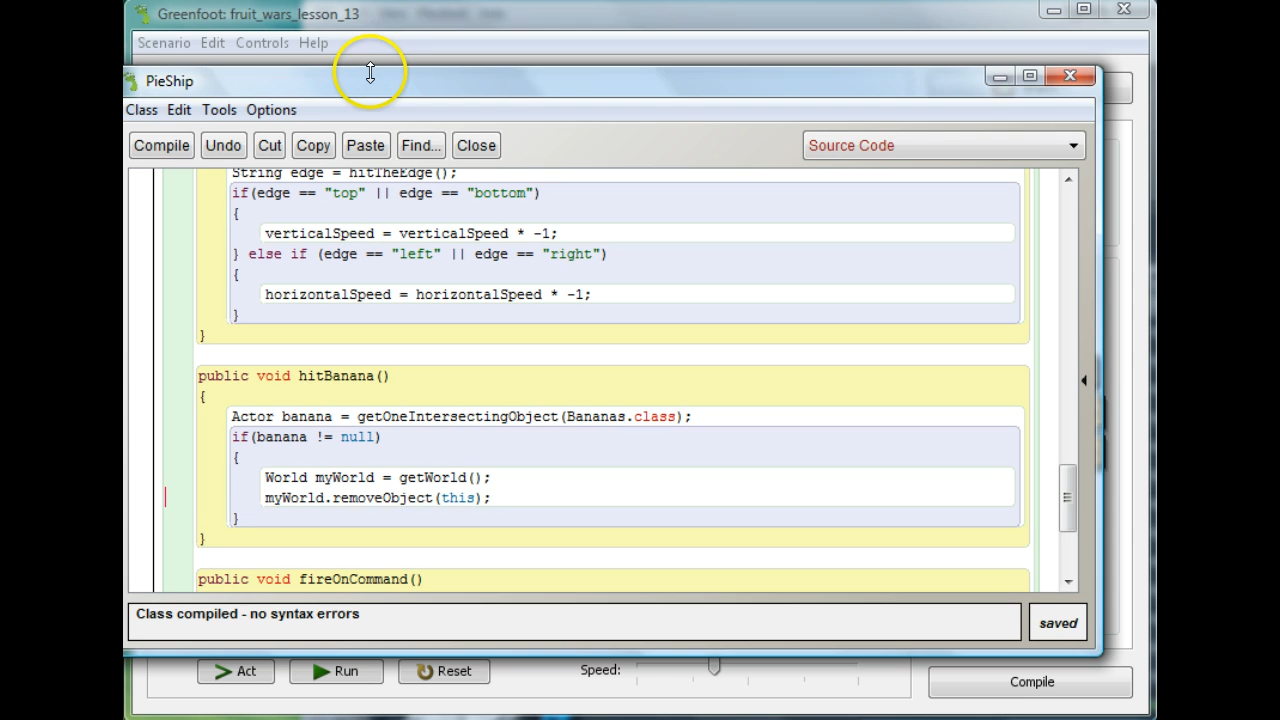 Greenfoot: fruit_wars_lesson_13
Scenario Edit Controls Help
PieShip
Class Edit Tools Options
Compile Undo Cut Copy Paste Find... Close Source Code
String edge = hitTheEdge();
if(edge == "top" || edge == "bottom")
{
verticalSpeed = verticalSpeed * -1;
} else if (edge == "left" || edge == "right")
{
horizontalSpeed = horizontalSpeed * -1;
}
}
public void hitBanana()
{
Actor banana = getOneIntersectingObject(Bananas.class);
if(banana != null)
{
World myWorld = getWorld();
myWorld.removeObject(this);
}
}
public void fireOnCommand()
Class compiled - no syntax errors
saved
Act Run Reset Speed:
Compile